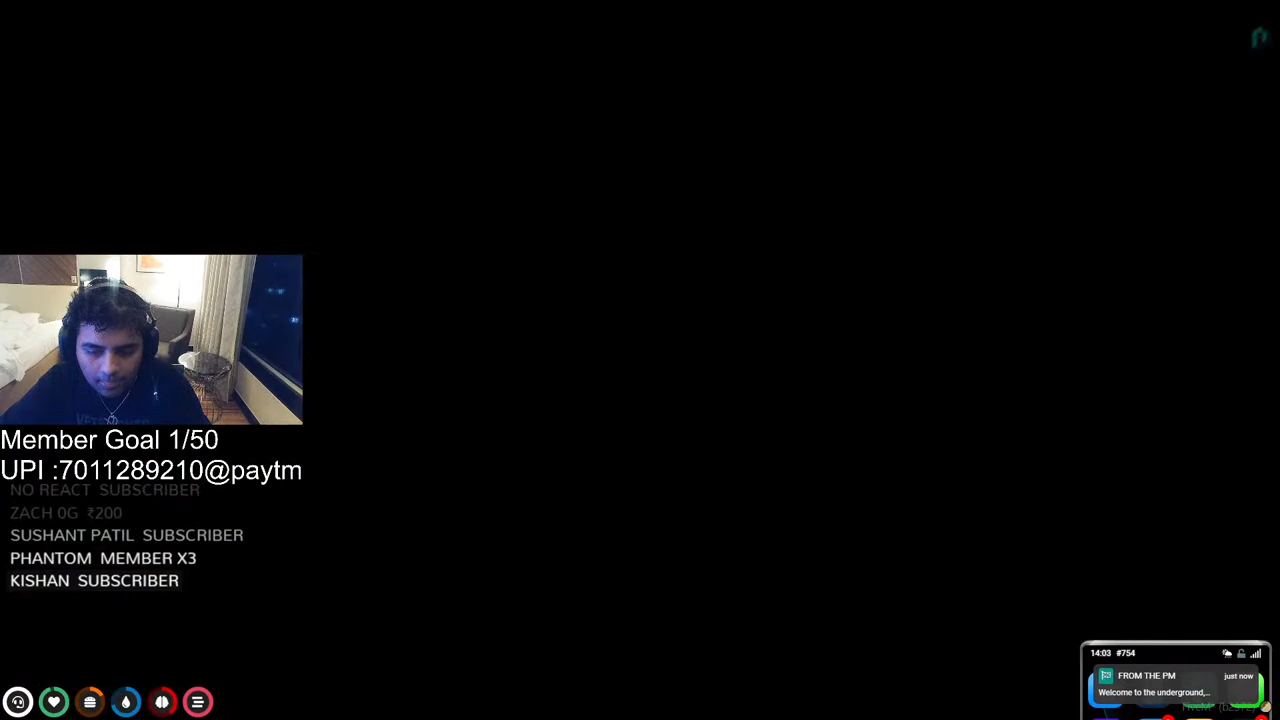 Member Goal 1/50
UPI :7011289210@paytm
NO REACT SUBSCRIBER
ZACH 0G ₹200
SUSHANT PATIL SUBSCRIBER
PHANTOM MEMBER X3
KISHAN SUBSCRIBER
14:03 #754
FROM THE PM just now
Welcome to the underground,..
FiveM